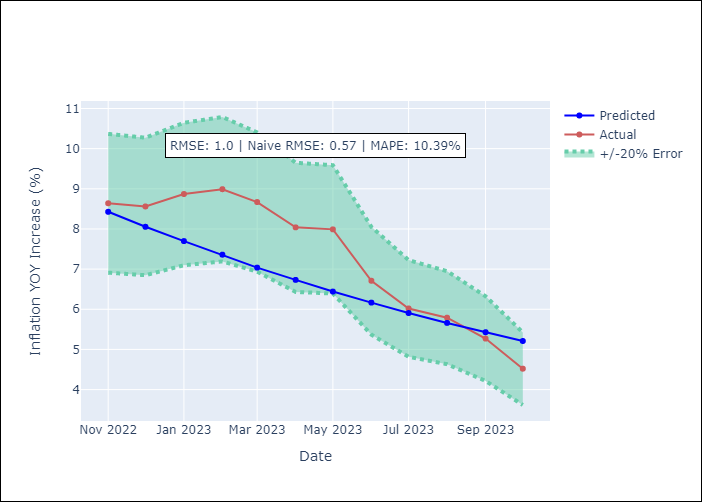 RMSE: 1.0 | Naive RMSE: 0.57 | MAPE: 10.39%
Predicted
Actual
+/-20% Error
Inflation YOY Increase (%)
11
10
9
8
7
6
5
4
Nov 2022
Jan 2023
Mar 2023
May 2023
Jul 2023
Sep 2023
Date